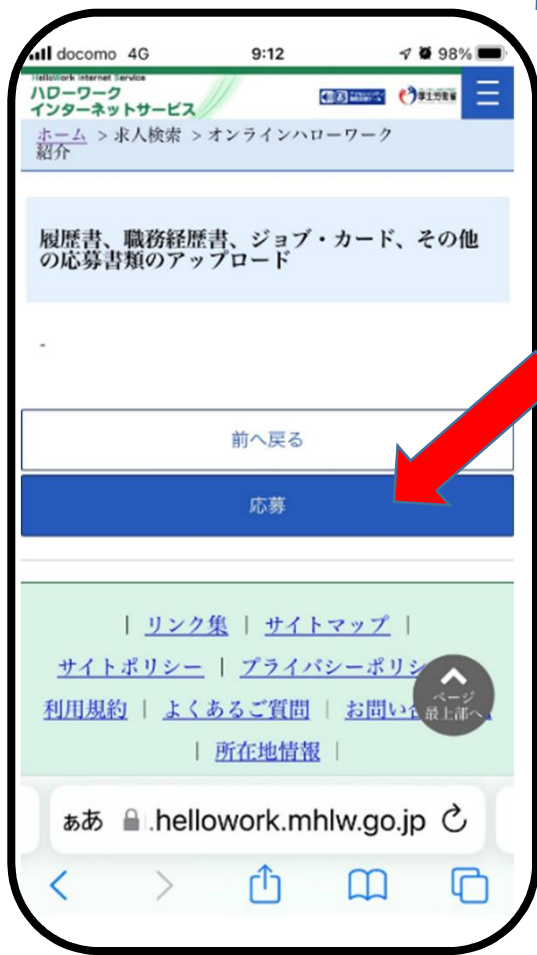 docomo 4G 9:12 98%
HelloWork Internet Service
ハローワーク
インターネットサービス
厚生労働省
ホーム > 求人検索 > オンラインハローワーク
紹介
履歴書、職務経歴書、ジョブ・カード、その他
の応募書類のアップロード
-
前へ戻る
応募
| リンク集 | サイトマップ |
サイトポリシー | プライバシーポリシ
利用規約 | よくあるご質問 | お問い合
ページ
最上部へ
| 所在地情報 |
ぁあ .hellowork.mhlw.go.jp